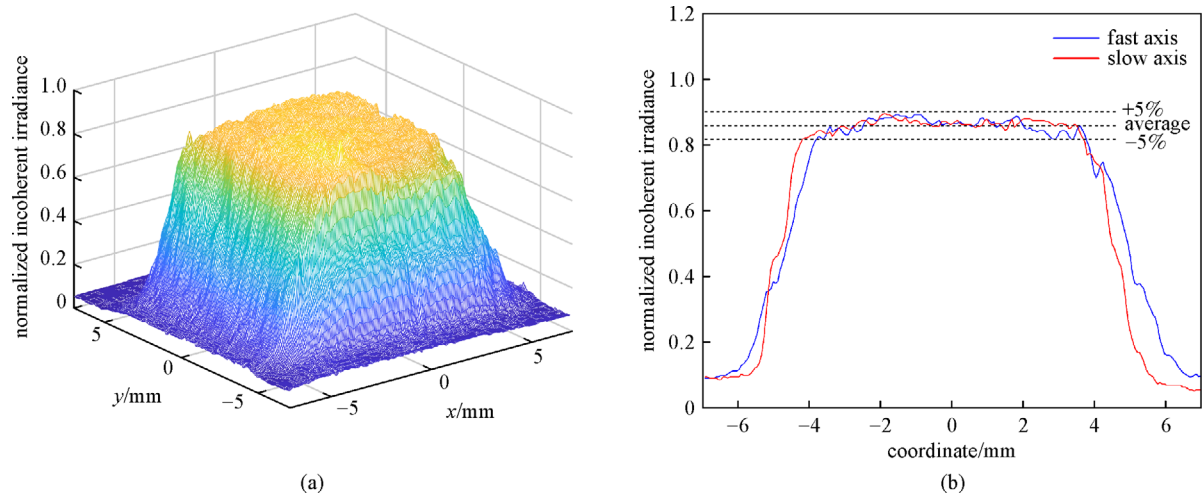 normalized incoherent irradiance
1.0
0.8
0.6
0.4
0.2
0
5
0
−5
y/mm
−5
0
5
x/mm
(a)
normalized incoherent irradiance
1.2
1.0
0.8
0.6
0.4
0.2
0
fast axis
slow axis
+5%
average
−5%
−6 −4 −2 0 2 4 6
coordinate/mm
(b)